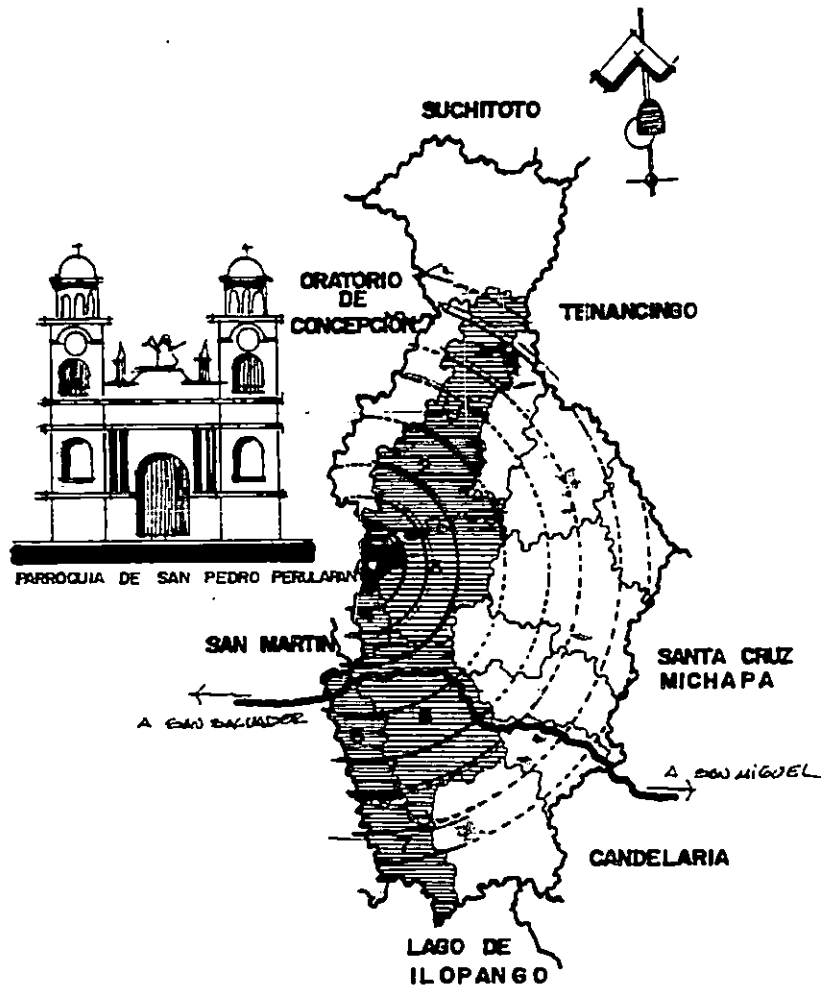 SUCHITOTO
ORATORIO
DE
CONCEPCIÓN
TENANCINGO
PARROQUIA DE SAN PEDRO PERULAPAN
SAN MARTIN
SANTA CRUZ
MICHAPA
A SAN SALVADOR
A SAN MIGUEL
CANDELARIA
LAGO DE
ILOPANGO